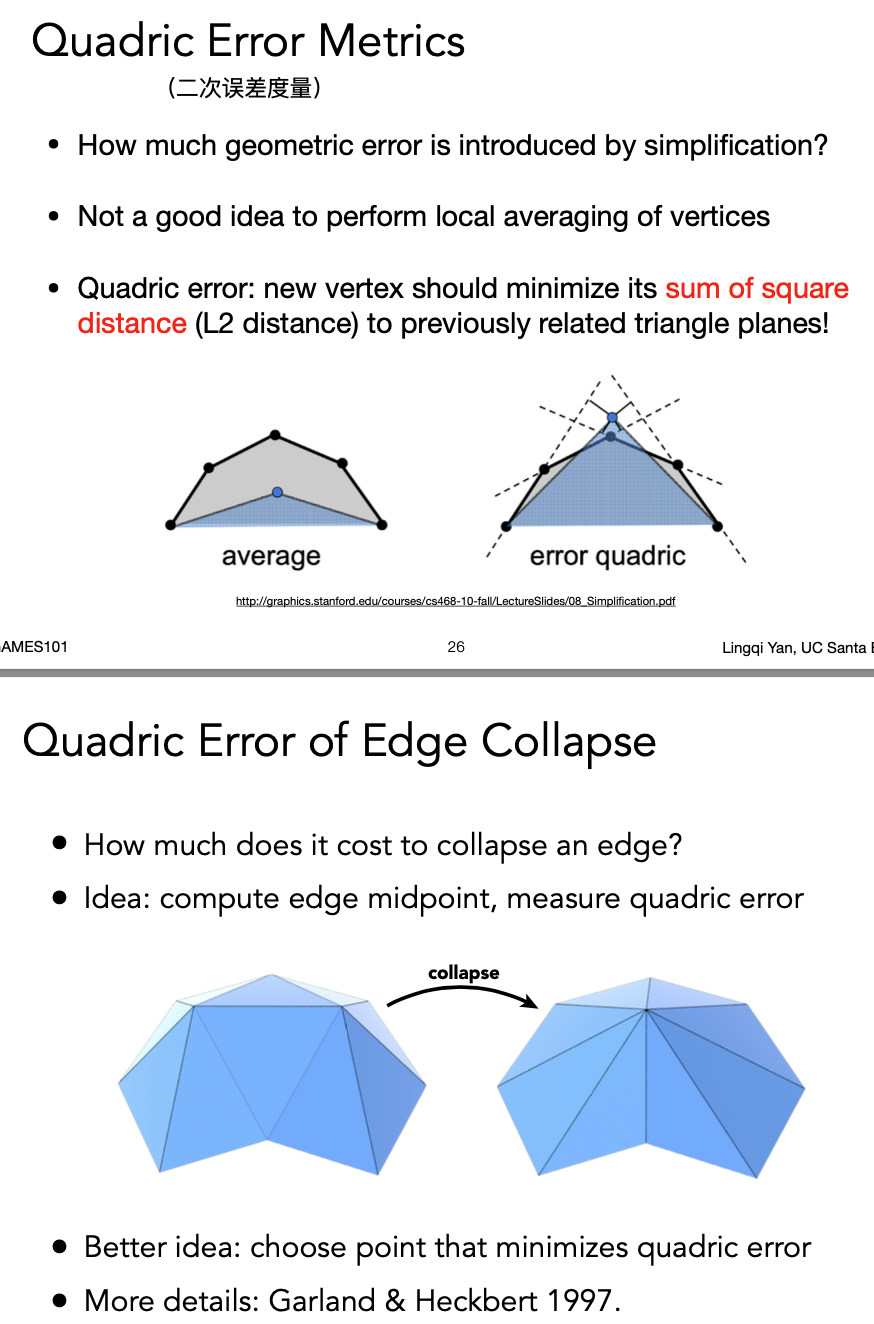 Quadric Error Metrics
（二次误差度量）
• How much geometric error is introduced by simplification?
• Not a good idea to perform local averaging of vertices
• Quadric error: new vertex should minimize its sum of square
distance (L2 distance) to previously related triangle planes!
average
error quadric
http://graphics.stanford.edu/courses/cs468-10-fall/LectureSlides/08_Simplification.pdf
AMES101
26
Lingqi Yan, UC Santa
Quadric Error of Edge Collapse
• How much does it cost to collapse an edge?
• Idea: compute edge midpoint, measure quadric error
collapse
• Better idea: choose point that minimizes quadric error
• More details: Garland & Heckbert 1997.